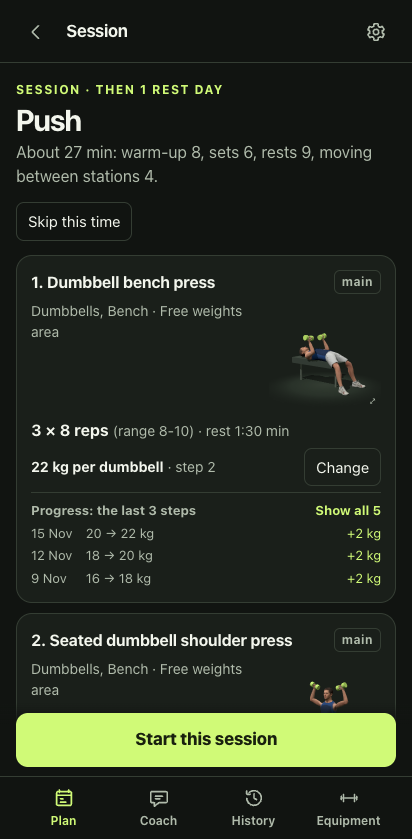 Session
SESSION · THEN 1 REST DAY
Push
About 27 min: warm-up 8, sets 6, rests 9, moving
between stations 4.
Skip this time
1. Dumbbell bench press
main
Dumbbells, Bench · Free weights
area
3 × 8 reps (range 8-10) · rest 1:30 min
22 kg per dumbbell · step 2
Change
Progress: the last 3 steps
Show all 5
15 Nov 20 → 22 kg +2 kg
12 Nov 18 → 20 kg +2 kg
9 Nov 16 → 18 kg +2 kg
2. Seated dumbbell shoulder press
main
Dumbbells, Bench · Free weights
area
Start this session
Plan
Coach
History
Equipment